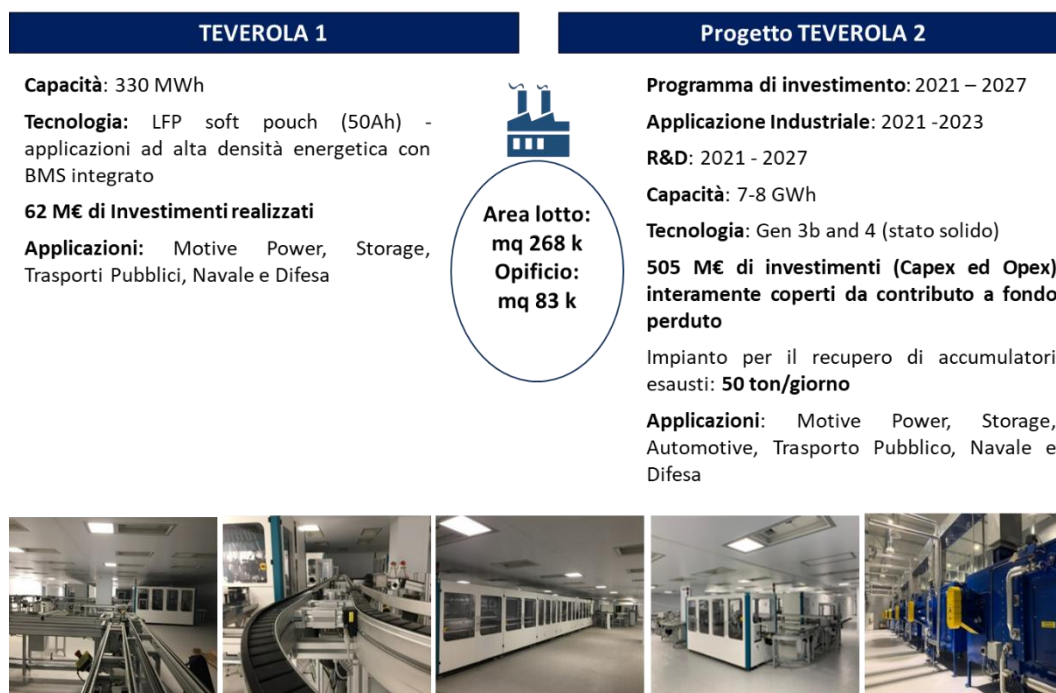 TEVEROLA 1
Capacità: 330 MWh
Tecnologia: LFP soft pouch (50Ah) -
applicazioni ad alta densità energetica con
BMS integrato
62 M€ di Investimenti realizzati
Applicazioni: Motive Power, Storage,
Trasporti Pubblici, Navale e Difesa
Area lotto:
mq 268 k
Opificio:
mq 83 k
Progetto TEVEROLA 2
Programma di investimento: 2021 – 2027
Applicazione Industriale: 2021 -2023
R&D: 2021 - 2027
Capacità: 7-8 GWh
Tecnologia: Gen 3b and 4 (stato solido)
505 M€ di investimenti (Capex ed Opex)
interamente coperti da contributo a fondo
perduto
Impianto per il recupero di accumulatori
esausti: 50 ton/giorno
Applicazioni: Motive Power, Storage,
Automotive, Trasporto Pubblico, Navale e
Difesa